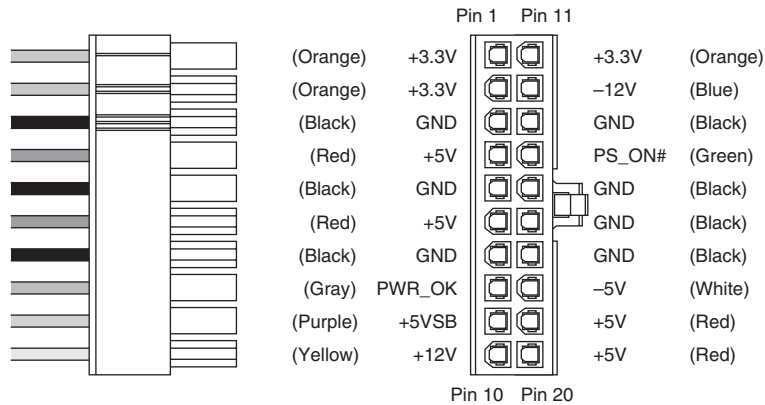 Pin 1 Pin 11
(Orange) +3.3V +3.3V (Orange)
(Orange) +3.3V –12V (Blue)
(Black) GND GND (Black)
(Red) +5V PS_ON# (Green)
(Black) GND GND (Black)
(Red) +5V GND (Black)
(Black) GND GND (Black)
(Gray) PWR_OK –5V (White)
(Purple) +5VSB +5V (Red)
(Yellow) +12V +5V (Red)
Pin 10 Pin 20